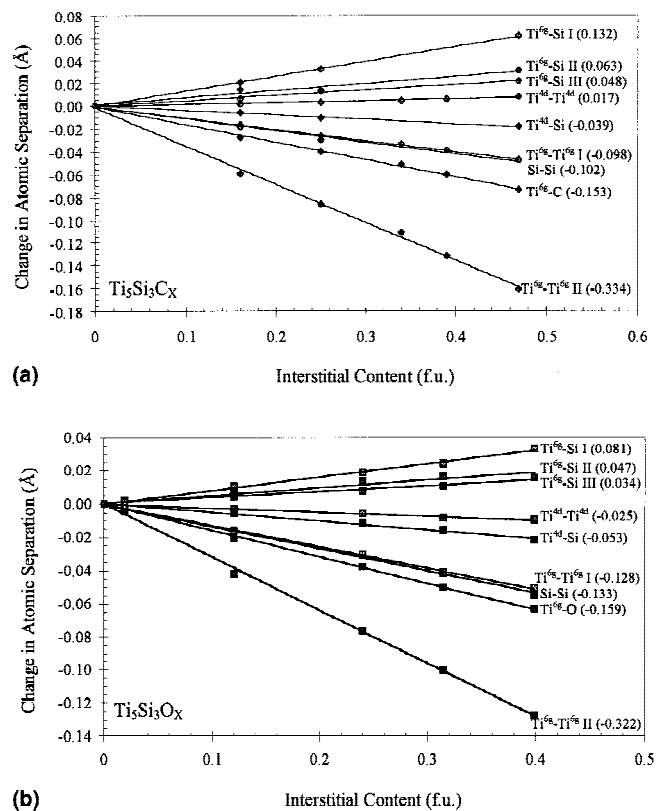 0.08
0.06
0.04
0.02
0.00
-0.02
-0.04
-0.06
-0.08
-0.10
-0.12
-0.14
-0.16
-0.18
Change in Atomic Separation (Å)
Ti⁶ᵍ-Si I (0.132)
Ti⁶ᵍ-Si II (0.063)
Ti⁶ᵍ-Si III (0.048)
Ti⁴ᵈ-Ti⁴ᵈ (0.017)
Ti⁴ᵈ-Si (-0.039)
Ti⁶ᵍ-Ti⁶ᵍ I (-0.098)
Si-Si (-0.102)
Ti⁶ᵍ-C (-0.153)
Ti⁶ᵍ-Ti⁶ᵍ II (-0.334)
Ti₅Si₃Cₓ
0 0.1 0.2 0.3 0.4 0.5 0.6
(a)
Interstitial Content (f.u.)
0.04
0.02
0.00
-0.02
-0.04
-0.06
-0.08
-0.10
-0.12
-0.14
Change in Atomic Separation (Å)
Ti⁶ᵍ-Si I (0.081)
Ti⁶ᵍ-Si II (0.047)
Ti⁶ᵍ-Si III (0.034)
Ti⁴ᵈ-Ti⁴ᵈ (-0.025)
Ti⁴ᵈ-Si (-0.053)
Ti⁶ᵍ-Ti⁶ᵍ I (-0.128)
Si-Si (-0.133)
Ti⁶ᵍ-O (-0.159)
Ti⁶ᵍ-Ti⁶ᵍ II (-0.322)
Ti₅Si₃Oₓ
0 0.1 0.2 0.3 0.4 0.5
(b)
Interstitial Content (f.u.)